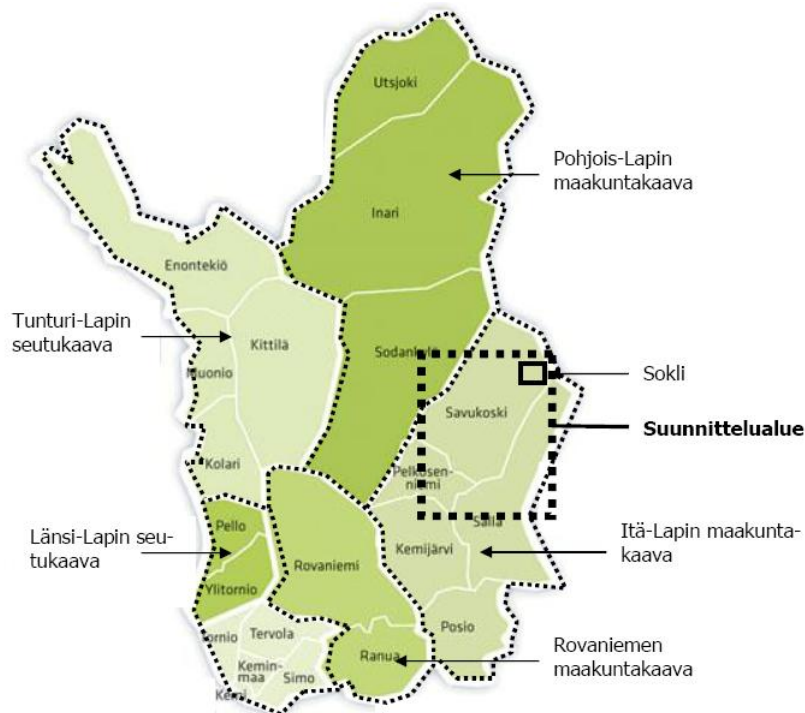 Utsjoki
Pohjois-Lapin
maakuntakaava
Inari
Enontekiö
Tunturi-Lapin
seutukaava
Kittilä
Sodankylä
Muonio
Sokli
Savukoski
Suunnittelualue
Kolari
Pelkosen-
niemi
Länsi-Lapin seu-
tukaava
Pello
Salla
Itä-Lapin maakunta-
kaava
Kemijärvi
Rovaniemi
Ylitornio
Posio
Tervola
ornio
Ranua
Rovaniemen
maakuntakaava
Kemin-
maa
Simo
Kemi